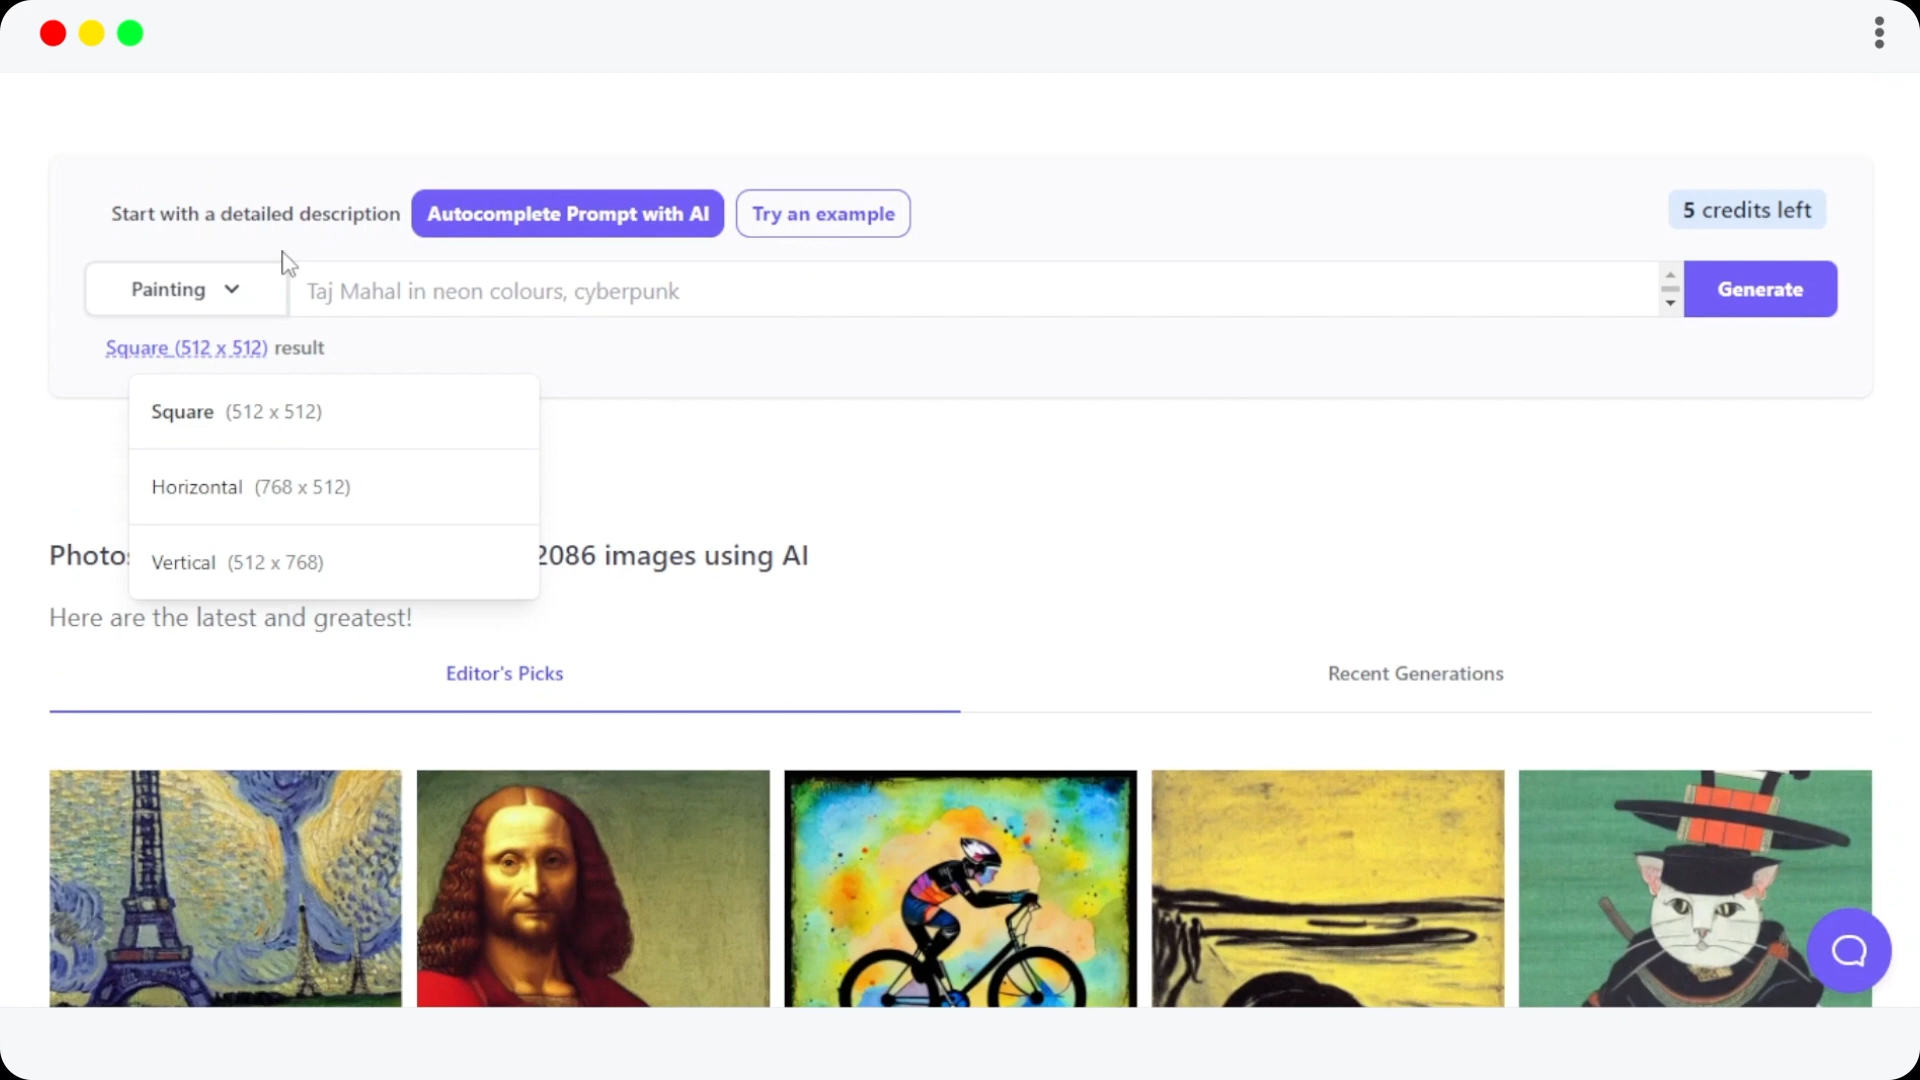 Start with a detailed description Autocomplete Prompt with AI Try an example 5 credits left
Painting Taj Mahal in neon colours, cyberpunk Generate
Square (512 x 512) result
Square (512 x 512)
Horizontal (768 x 512)
Vertical (512 x 768)
2086 images using AI
Here are the latest and greatest!
Editor's Picks Recent Generations